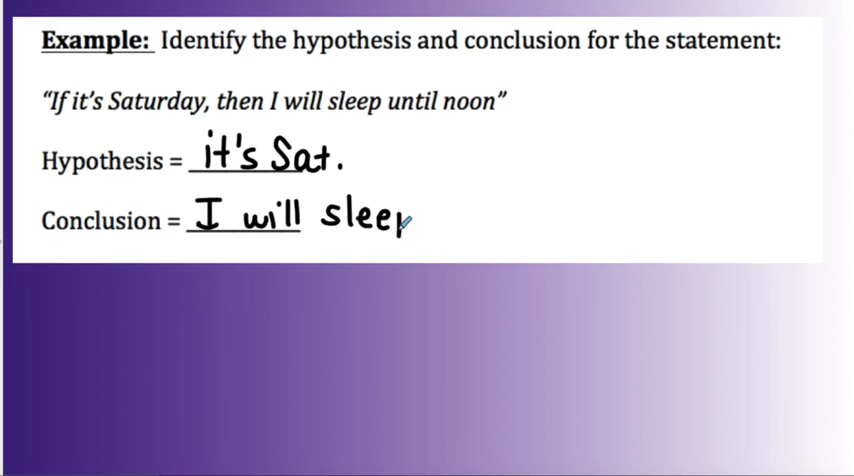 Example: Identify the hypothesis and conclusion for the statement:
“If it’s Saturday, then I will sleep until noon”
Hypothesis = it's Sat.
Conclusion = I will sleep